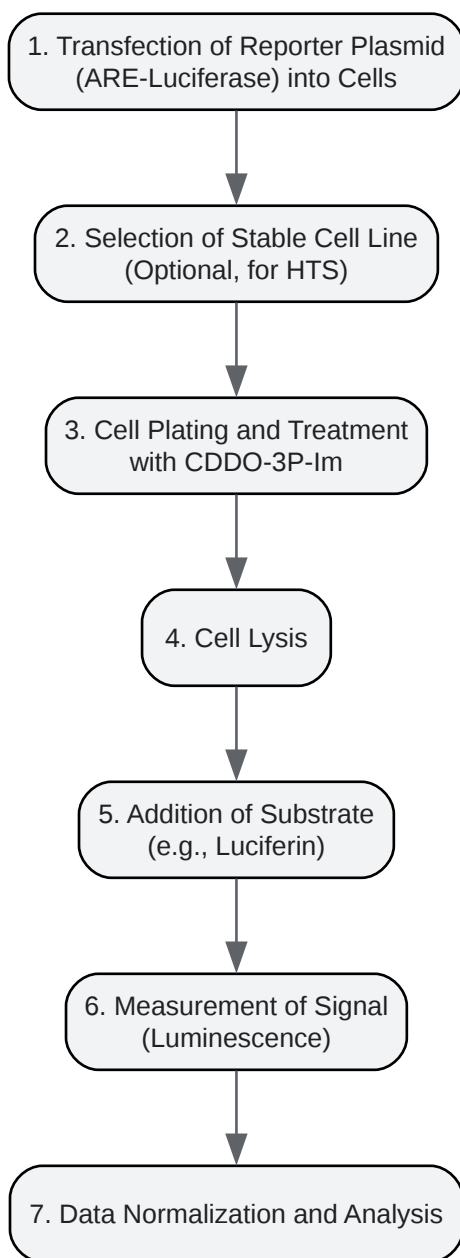 1. Transfection of Reporter Plasmid
(ARE-Luciferase) into Cells
2. Selection of Stable Cell Line
(Optional, for HTS)
3. Cell Plating and Treatment
with CDDO-3P-Im
4. Cell Lysis
5. Addition of Substrate
(e.g., Luciferin)
6. Measurement of Signal
(Luminescence)
7. Data Normalization and Analysis